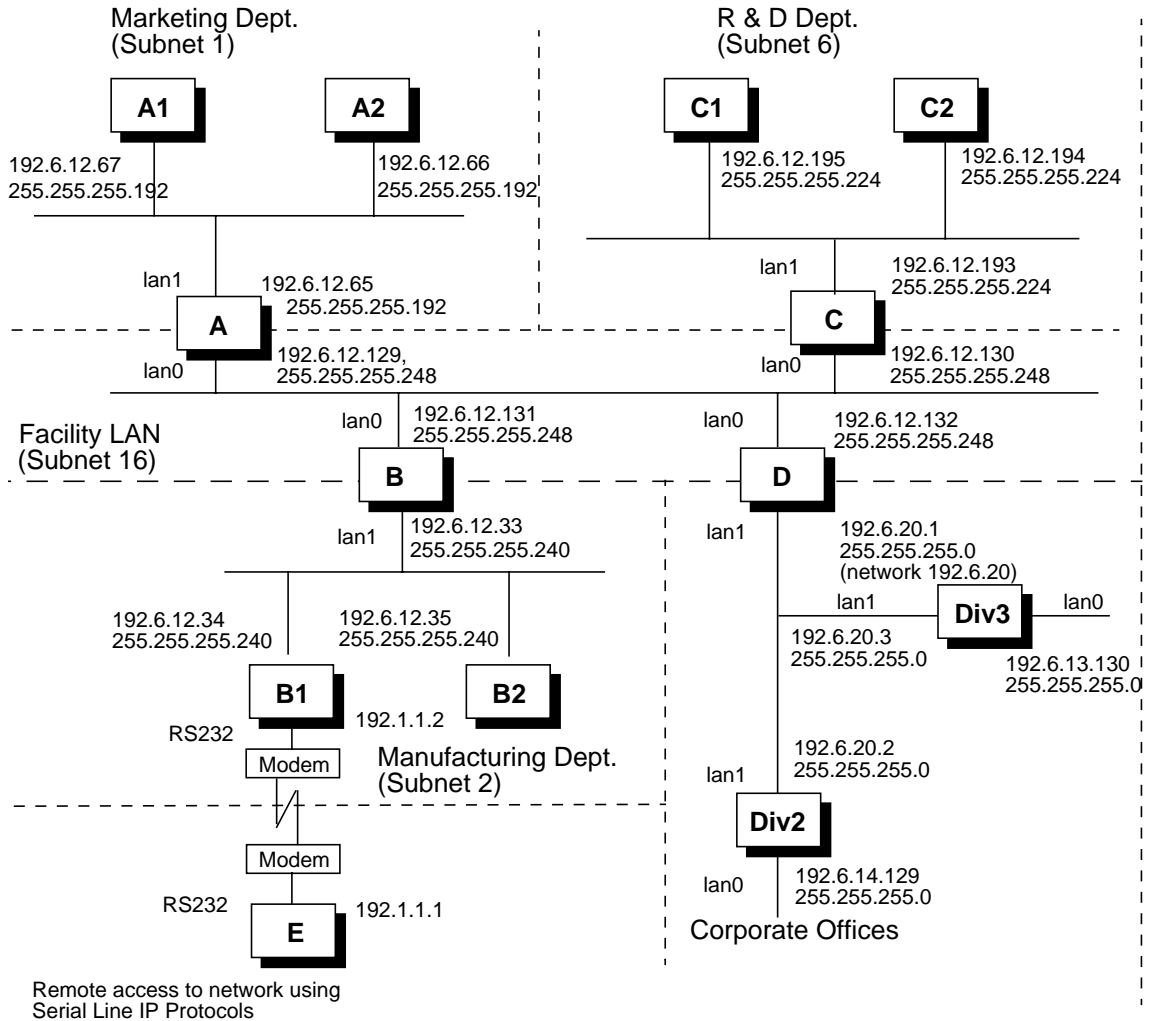 Marketing Dept.
(Subnet 1)
R & D Dept.
(Subnet 6)
A1
A2
C1
C2
192.6.12.67
255.255.255.192
192.6.12.66
255.255.255.192
192.6.12.195
255.255.255.224
192.6.12.194
255.255.255.224
lan1
192.6.12.65
255.255.255.192
A
lan1
192.6.12.193
255.255.255.224
C
lan0
192.6.12.129,
255.255.255.248
lan0
192.6.12.130
255.255.255.248
Facility LAN
(Subnet 16)
lan0
192.6.12.131
255.255.255.248
B
lan0
192.6.12.132
255.255.255.248
D
lan1
192.6.12.33
255.255.255.240
lan1
192.6.20.1
255.255.255.0
(network 192.6.20)
192.6.12.34
255.255.255.240
192.6.12.35
255.255.255.240
lan1
Div3
lan0
192.6.20.3
255.255.255.0
192.6.13.130
255.255.255.0
B1
B2
RS232
192.1.1.2
Modem
Manufacturing Dept.
(Subnet 2)
192.6.20.2
255.255.255.0
lan1
Div2
Modem
RS232
192.1.1.1
E
lan0
192.6.14.129
255.255.255.0
Corporate Offices
Remote access to network using
Serial Line IP Protocols